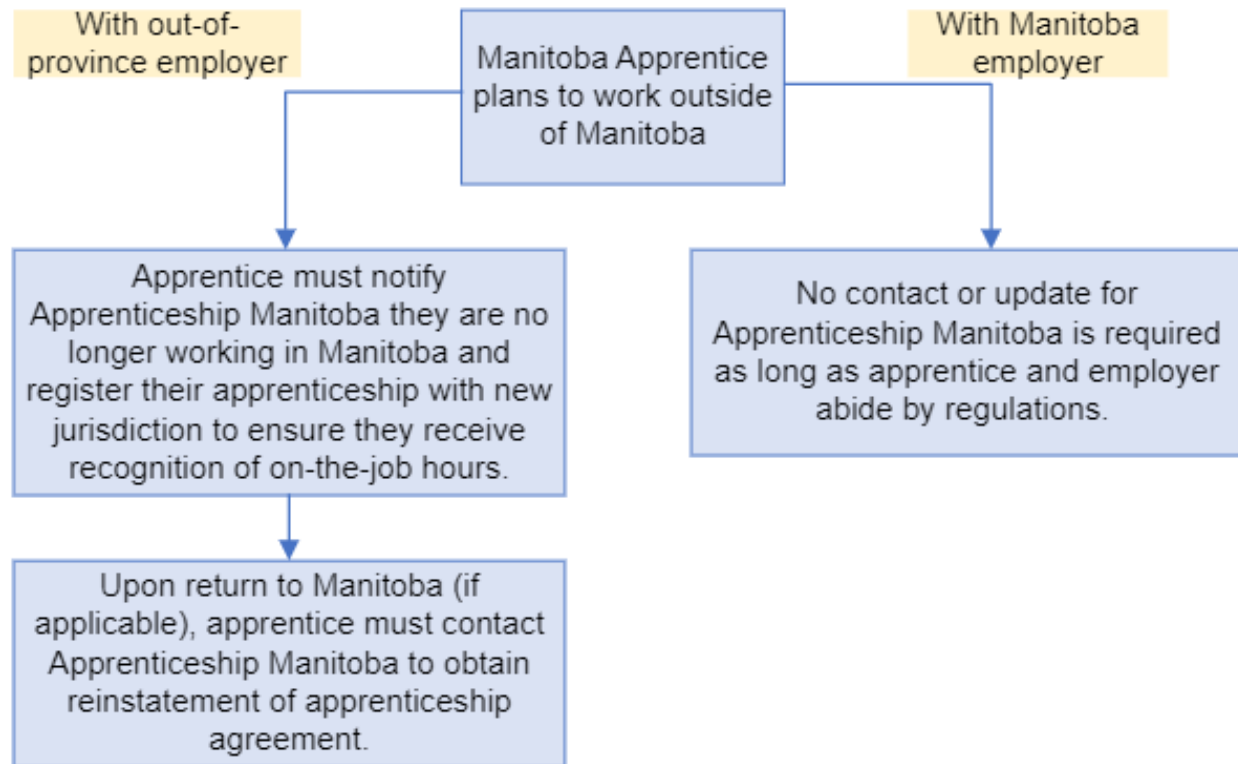 With out-of-
province employer
Manitoba Apprentice
plans to work outside
of Manitoba
With Manitoba
employer
Apprentice must notify
Apprenticeship Manitoba they are no
longer working in Manitoba and
register their apprenticeship with new
jurisdiction to ensure they receive
recognition of on-the-job hours.
No contact or update for
Apprenticeship Manitoba is required
as long as apprentice and employer
abide by regulations.
Upon return to Manitoba (if
applicable), apprentice must contact
Apprenticeship Manitoba to obtain
reinstatement of apprenticeship
agreement.